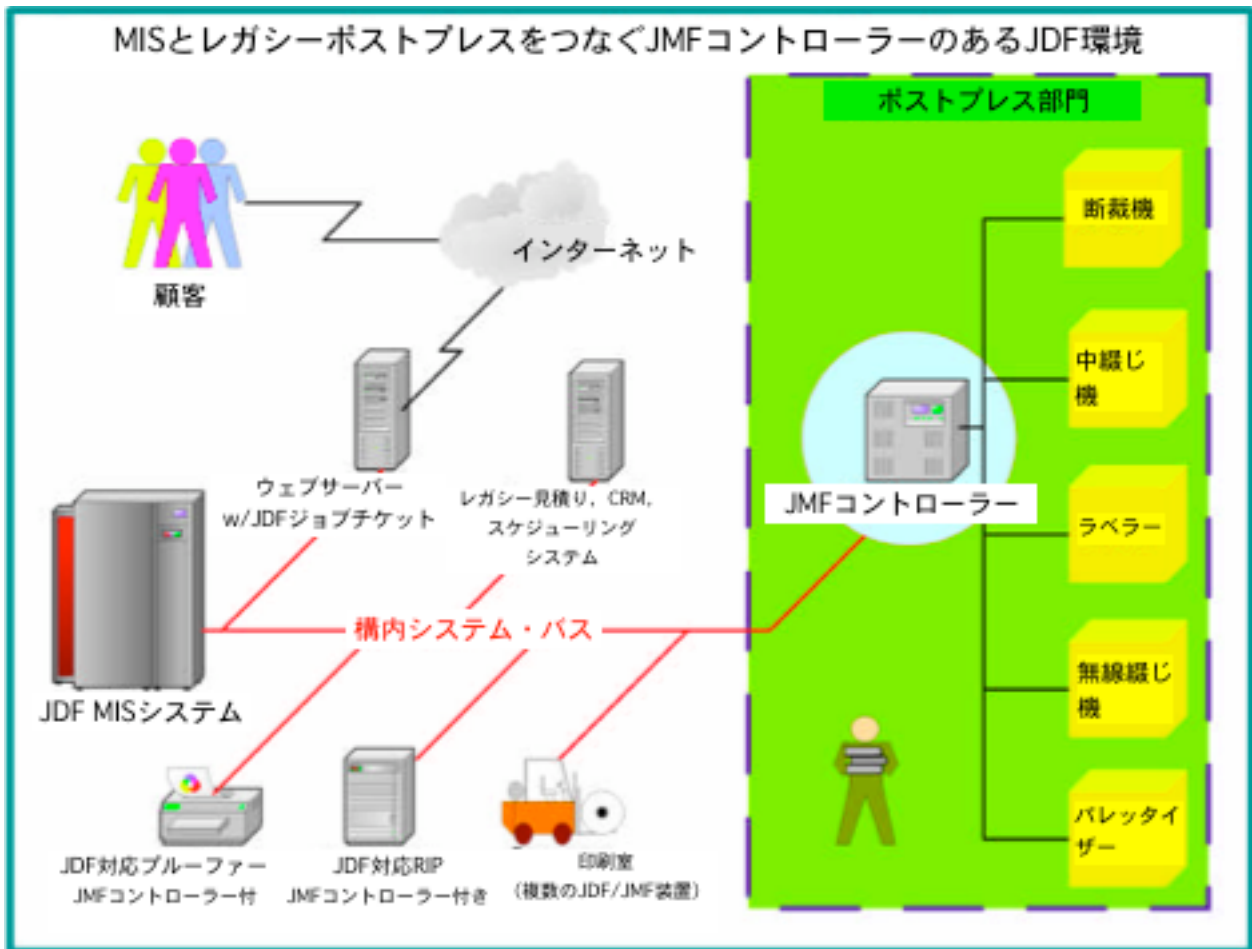 MISとレガシーポストプレスをつなぐJMFコントローラーのあるJDF環境
ポストプレス部門
顧客
インターネット
ウェブサーバー
w/JDFジョブチケット
レガシー見積り，CRM，
スケジューリング
システム
JDF MISシステム
構内システム・バス
JDF対応プルーファー
JMFコントローラー付
JDF対応RIP
JMFコントローラー付き
印刷室
（複数のJDF/JMF装置）
JMFコントローラー
断裁機
中綴じ
機
ラベラー
無線綴じ
機
パレッタイ
ザー